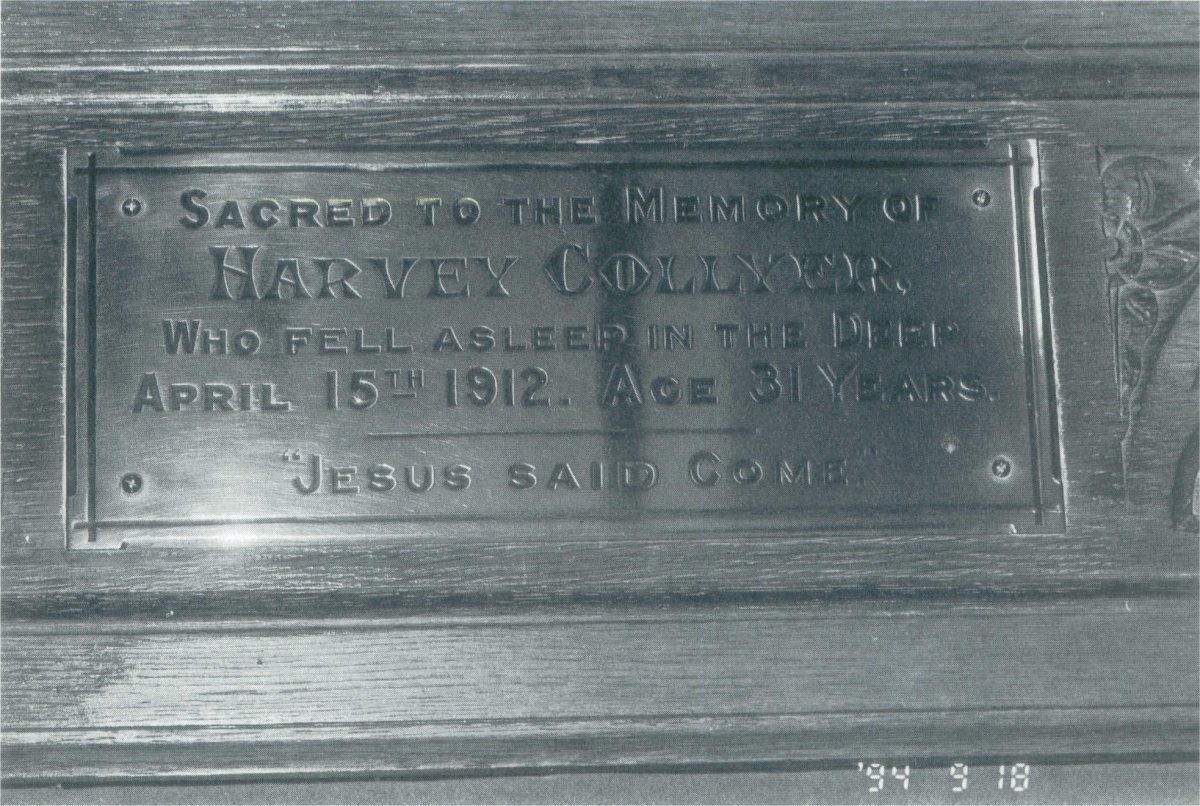 SACRED TO THE MEMORY OF
HARVEY COLLYER,
WHO FELL ASLEEP IN THE DEEP
APRIL 15TH 1912. AGE 31 YEARS.
"JESUS SAID COME."
'94 9 18